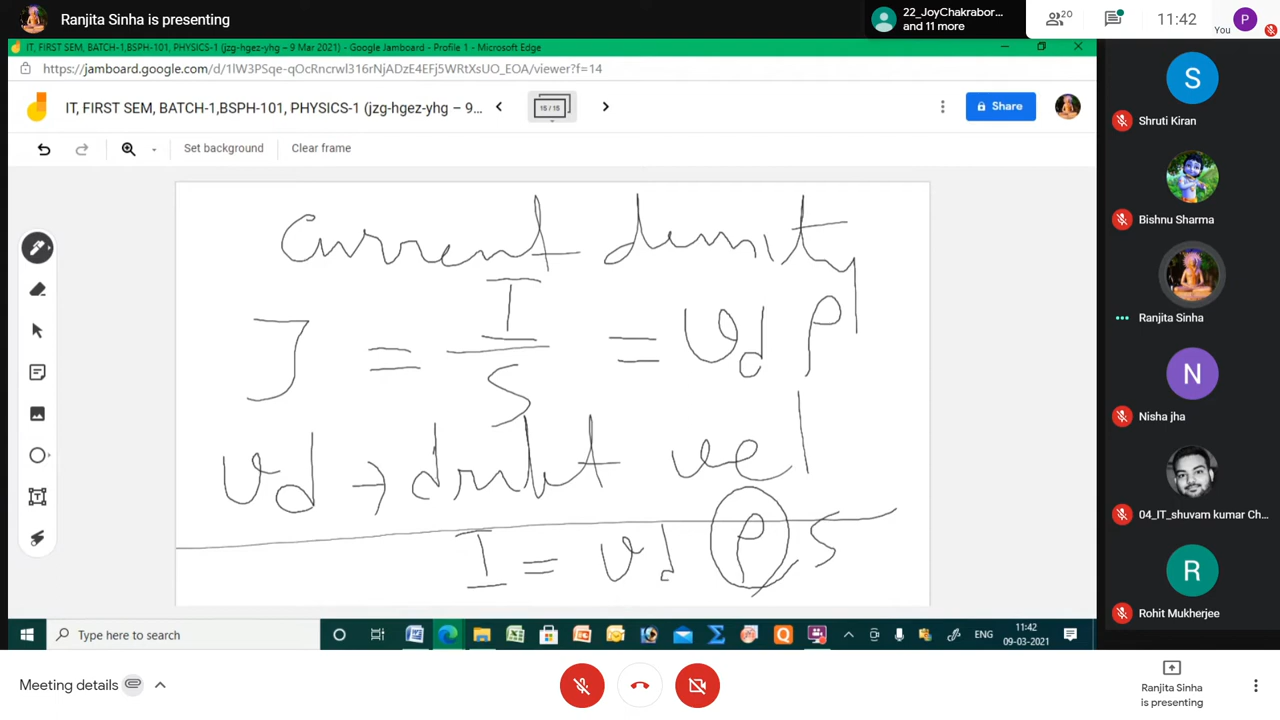 Ranjita Sinha is presenting
22_JoyChakrabor...
and 11 more
20
11:42
You
P
IT, FIRST SEM, BATCH-1,BSPH-101, PHYSICS-1 (jzg-hgez-yhg – 9 Mar 2021) - Google Jamboard - Profile 1 - Microsoft Edge
https://jamboard.google.com/d/1lW3PSqe-qOcRncrwl316rNjADzE4EFj5WRtXsUO_EOA/viewer?f=14
IT, FIRST SEM, BATCH-1,BSPH-101, PHYSICS-1 (jzg-hgez-yhg – 9...
15 / 15
Share
Set background
Clear frame
Current density
J = I/S = vd ρ
vd → drift vel
I = vd ρ S
S
Shruti Kiran
Bishnu Sharma
Ranjita Sinha
N
Nisha jha
04_IT_shuvam kumar Ch...
R
Rohit Mukherjee
Type here to search
ENG
11:42
09-03-2021
Meeting details
Ranjita Sinha
is presenting